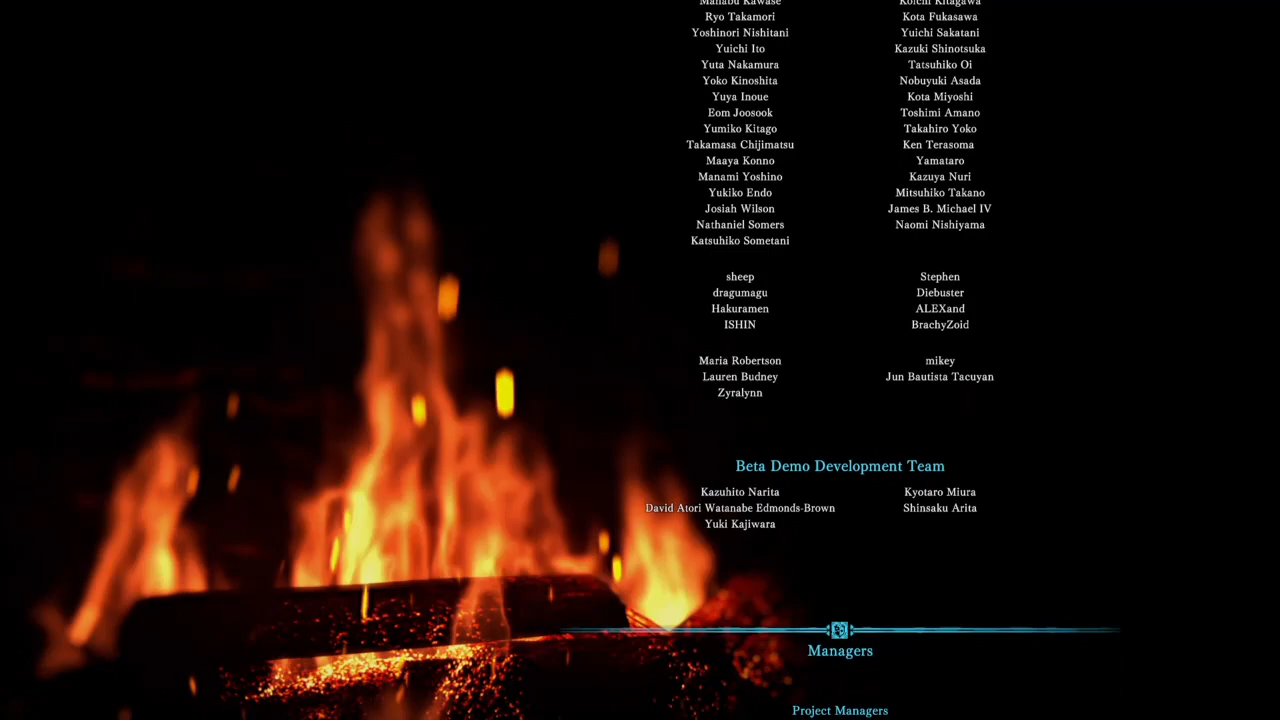 Manabu Kawase Koichi Kitagawa
Ryo Takamori Kota Fukasawa
Yoshinori Nishitani Yuichi Sakatani
Yuichi Ito Kazuki Shinotsuka
Yuta Nakamura Tatsuhiko Oi
Yoko Kinoshita Nobuyuki Asada
Yuya Inoue Kota Miyoshi
Eom Joosook Toshimi Amano
Yumiko Kitago Takahiro Yoko
Takamasa Chijimatsu Ken Terasoma
Maaya Konno Yamataro
Manami Yoshino Kazuya Nuri
Yukiko Endo Mitsuhiko Takano
Josiah Wilson James B. Michael IV
Nathaniel Somers Naomi Nishiyama
Katsuhiko Sometani
sheep Stephen
dragumagu Diebuster
Hakuramen ALEXand
ISHIN BrachyZoid
Maria Robertson mikey
Lauren Budney Jun Bautista Tacuyan
Zyralynn
Beta Demo Development Team
Kazuhito Narita Kyotaro Miura
David Atori Watanabe Edmonds-Brown Shinsaku Arita
Yuki Kajiwara
Managers
Project Managers